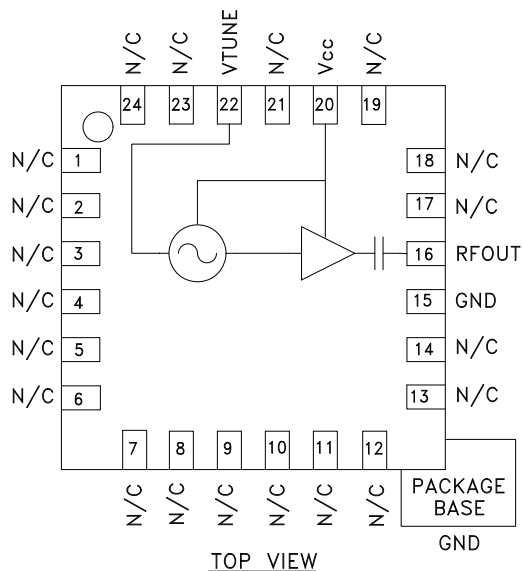 N/C N/C VTUNE N/C Vcc N/C
24 23 22 21 20 19
N/C 1 18 N/C
N/C 2 17 N/C
N/C 3 16 RFOUT
N/C 4 15 GND
N/C 5 14 N/C
N/C 6 13 N/C
7 8 9 10 11 12
N/C N/C N/C N/C N/C N/C
PACKAGE
BASE
GND
TOP VIEW